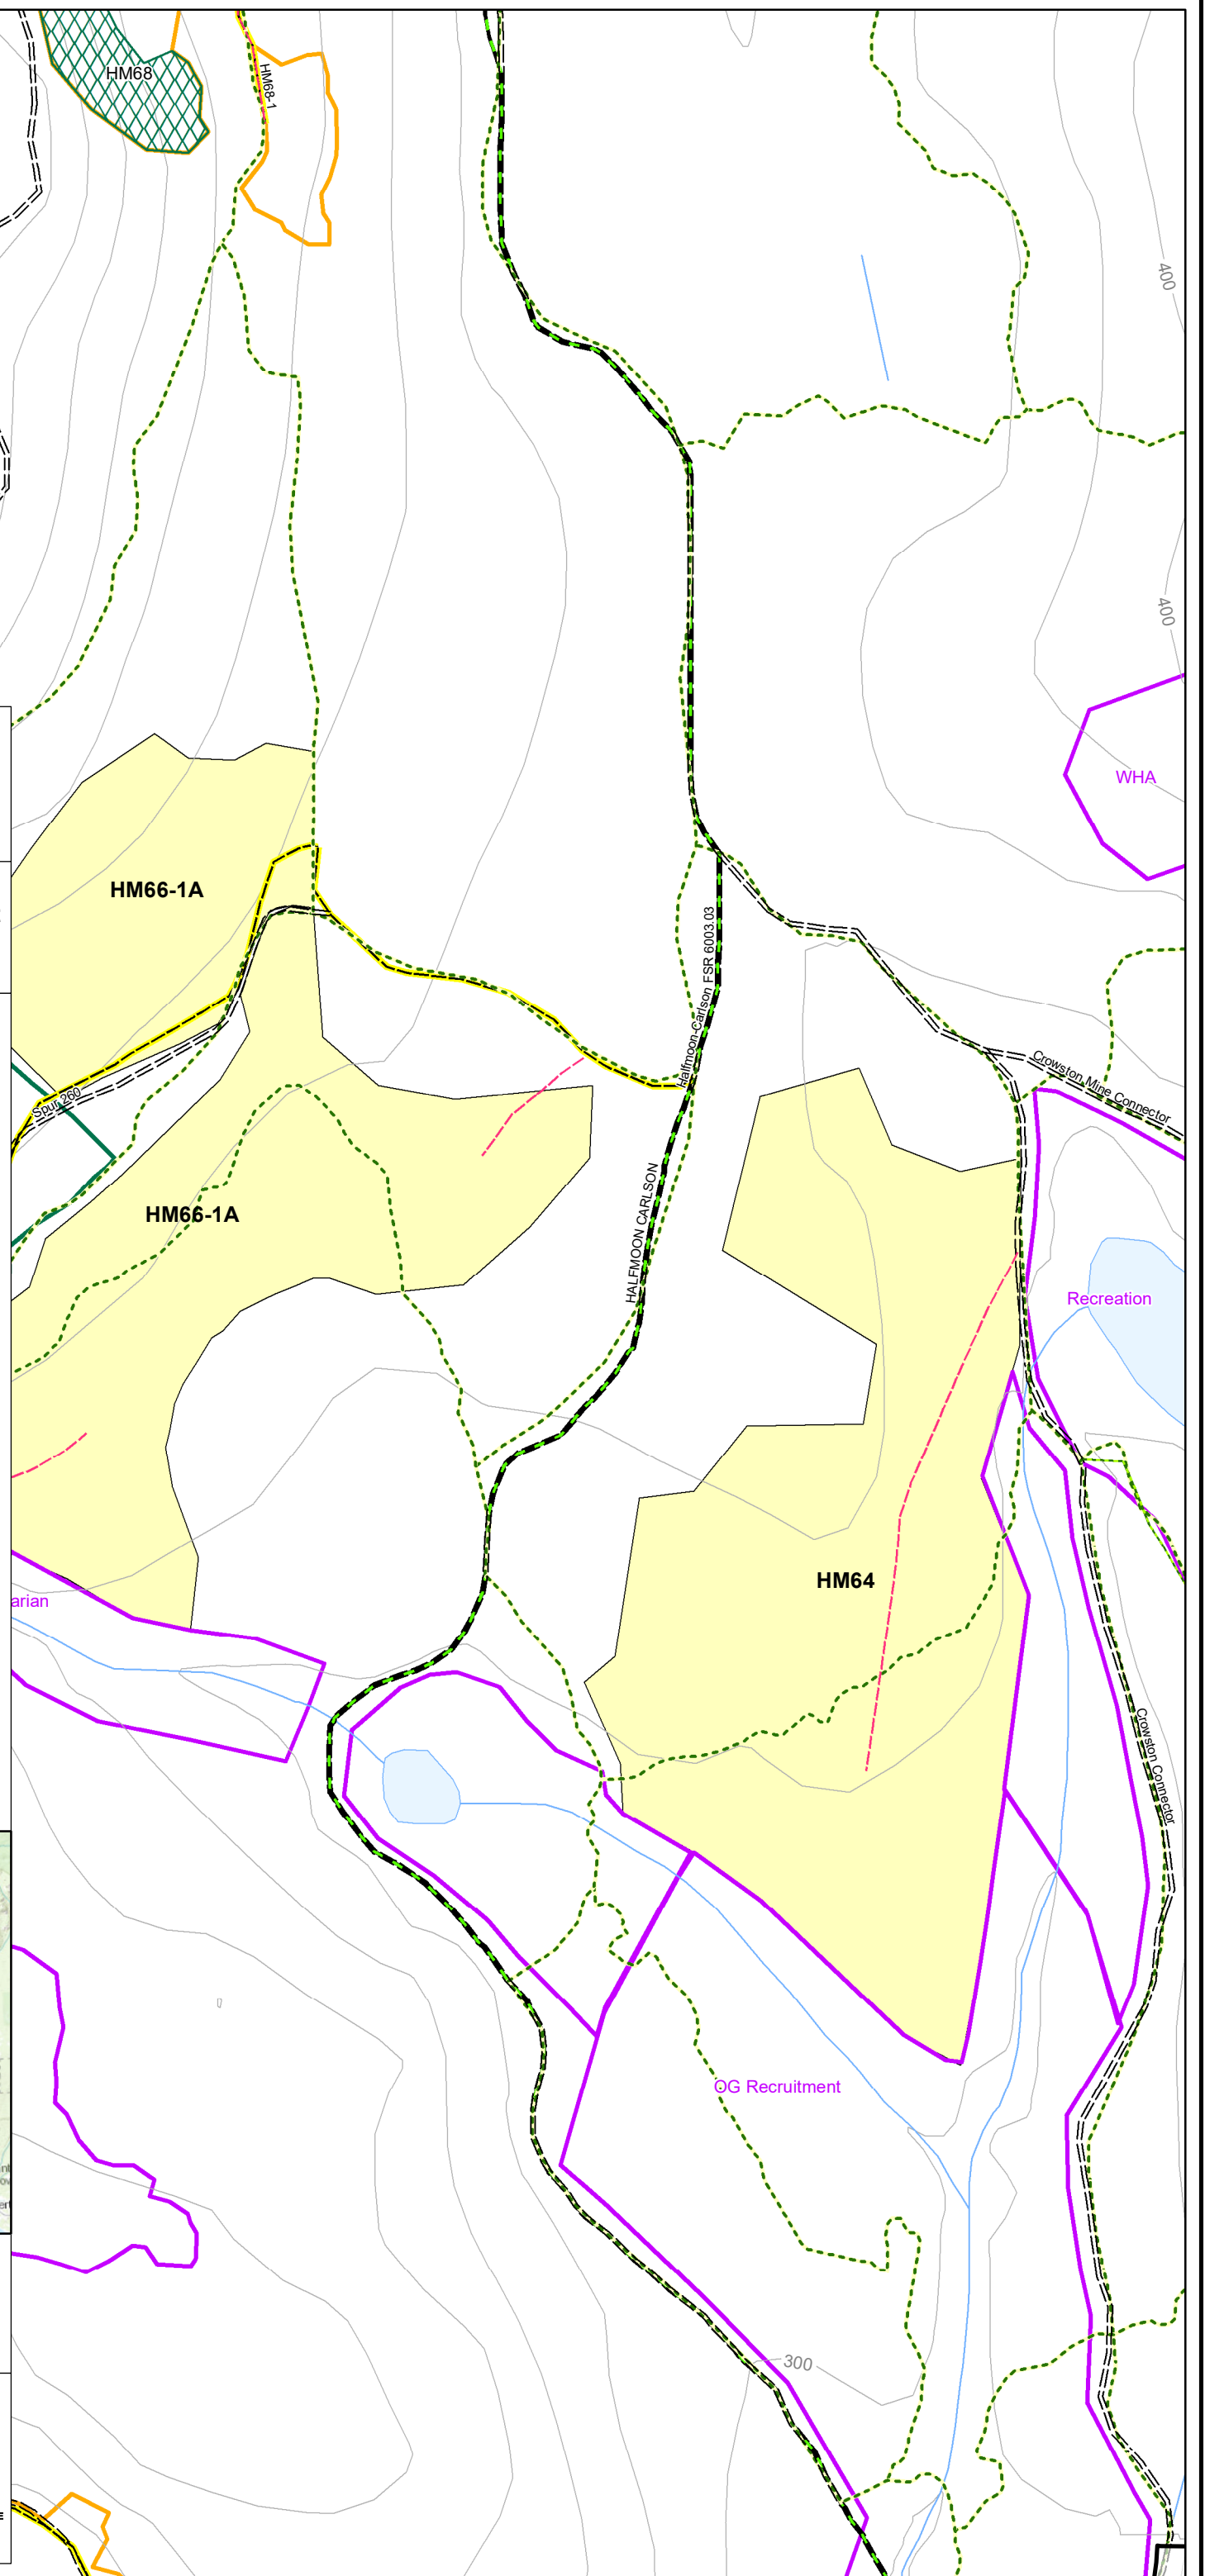 HM68
HM68-1
400
400
WHA
HM66-1A
Halfmoon-Carlson FSR 6003.03
Crowston Mine Connector
Spur 260
HALFMOON CARLSON
HM66-1A
Recreation
HM64
arian
Crowston Connector
OG Recruitment
300